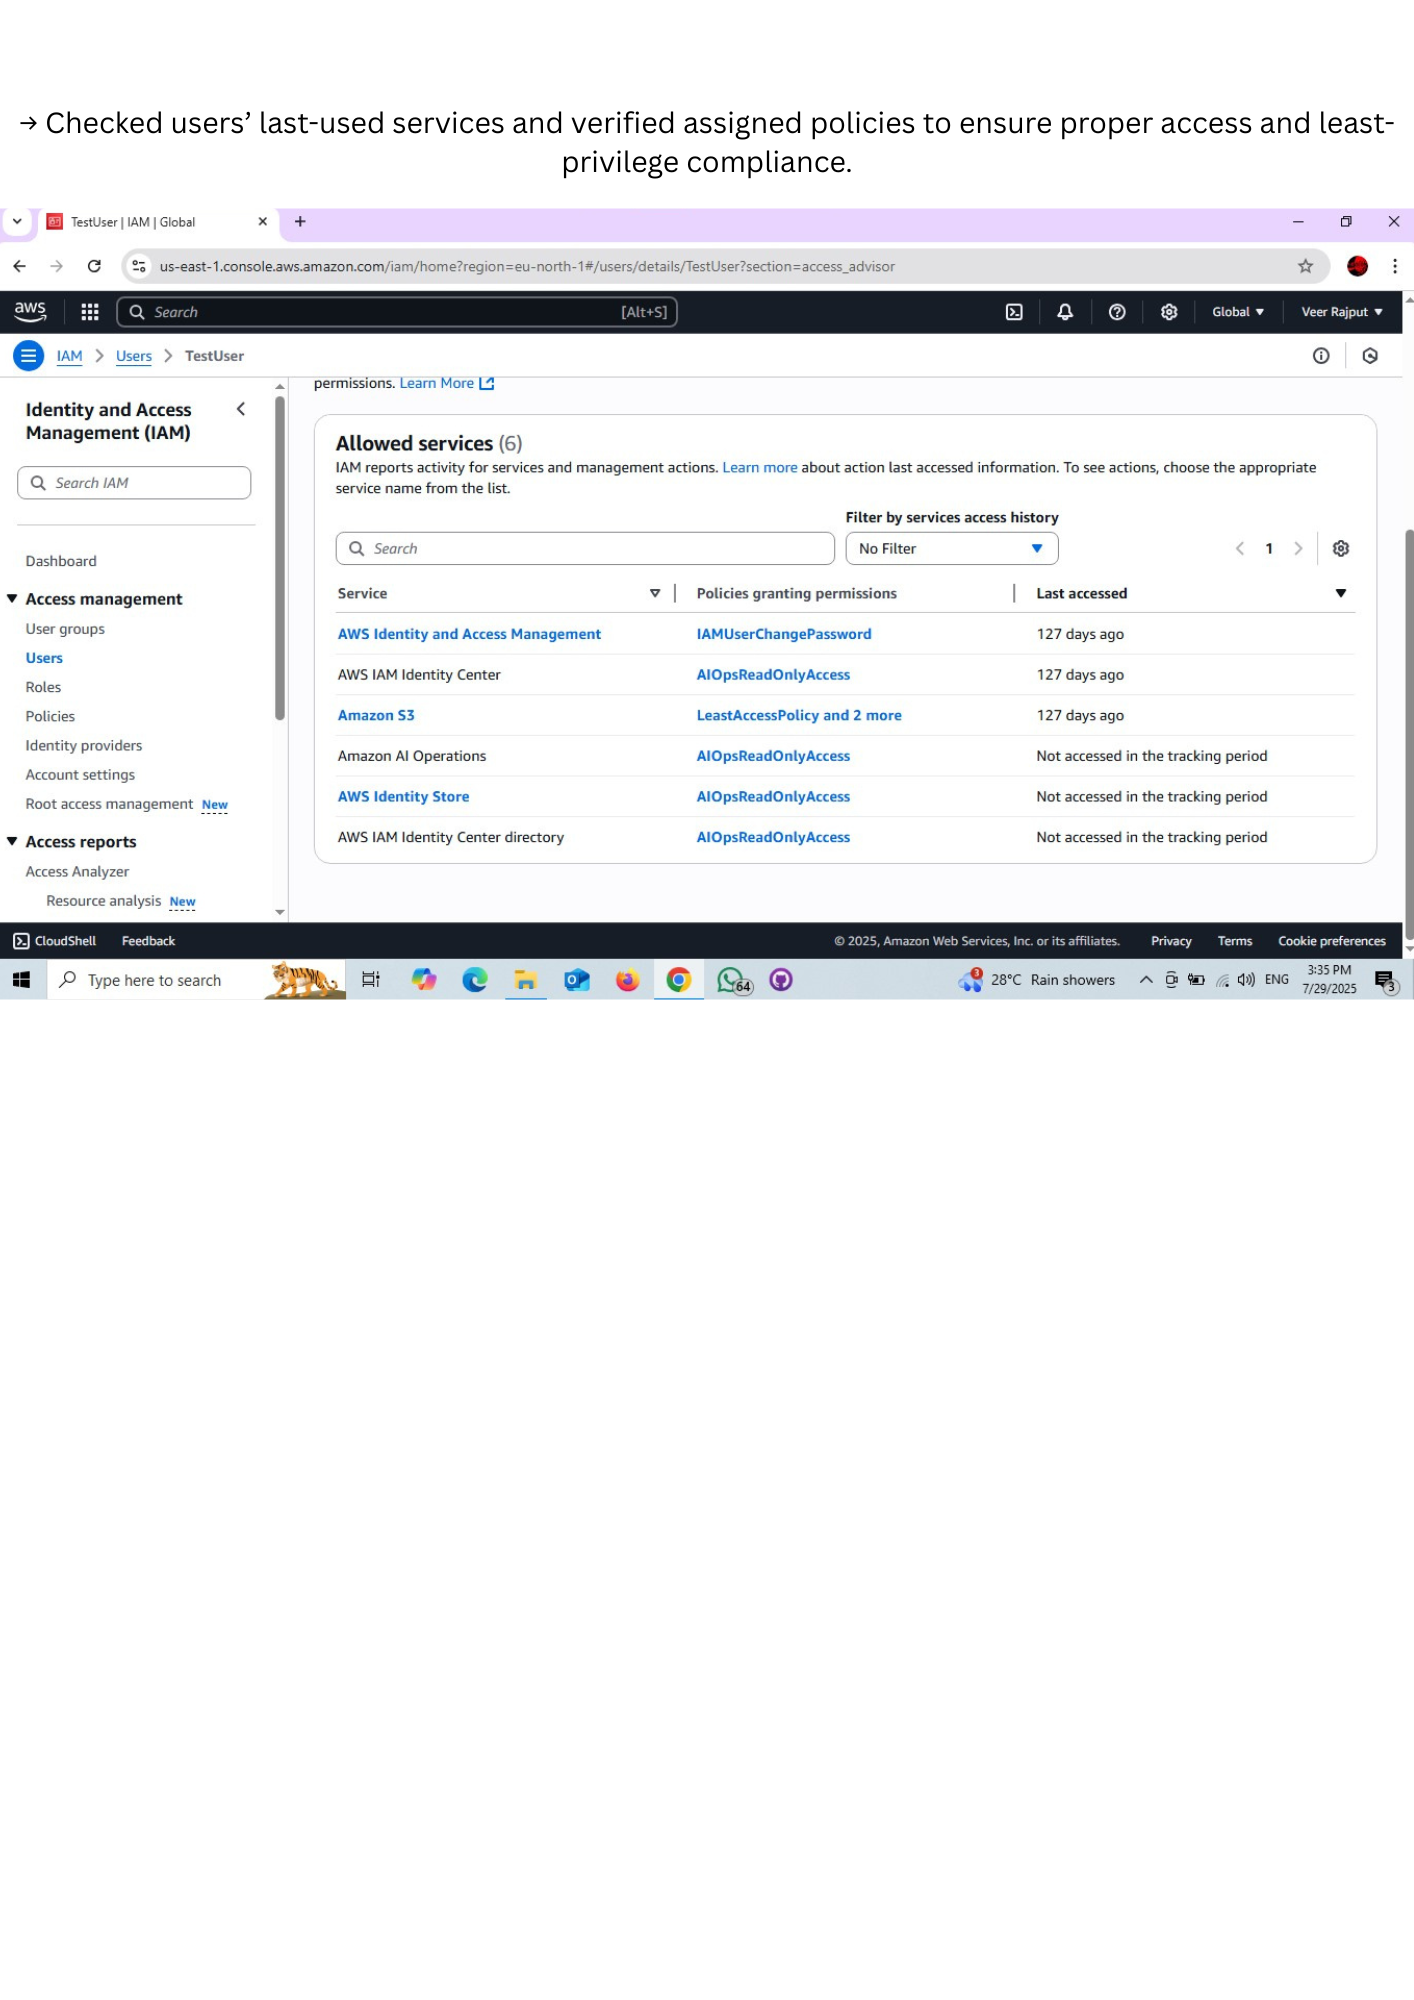 → Checked users’ last-used services and verified assigned policies to ensure proper access and least-
privilege compliance.
TestUser | IAM | Global
us-east-1.console.aws.amazon.com/iam/home?region=eu-north-1#/users/details/TestUser?section=access_advisor
aws
Search
[Alt+S]
Global
Veer Rajput
IAM > Users > TestUser
Identity and Access
Management (IAM)
Search IAM
Dashboard
Access management
User groups
Users
Roles
Policies
Identity providers
Account settings
Root access management New
Access reports
Access Analyzer
Resource analysis New
permissions. Learn More
Allowed services (6)
IAM reports activity for services and management actions. Learn more about action last accessed information. To see actions, choose the appropriate
service name from the list.
Filter by services access history
Search
No Filter
1
Service Policies granting permissions Last accessed
AWS Identity and Access Management IAMUserChangePassword 127 days ago
AWS IAM Identity Center AIOpsReadOnlyAccess 127 days ago
Amazon S3 LeastAccessPolicy and 2 more 127 days ago
Amazon AI Operations AIOpsReadOnlyAccess Not accessed in the tracking period
AWS Identity Store AIOpsReadOnlyAccess Not accessed in the tracking period
AWS IAM Identity Center directory AIOpsReadOnlyAccess Not accessed in the tracking period
CloudShell Feedback © 2025, Amazon Web Services, Inc. or its affiliates. Privacy Terms Cookie preferences
Type here to search
64
3
28°C Rain showers
ENG
3:35 PM
7/29/2025
3